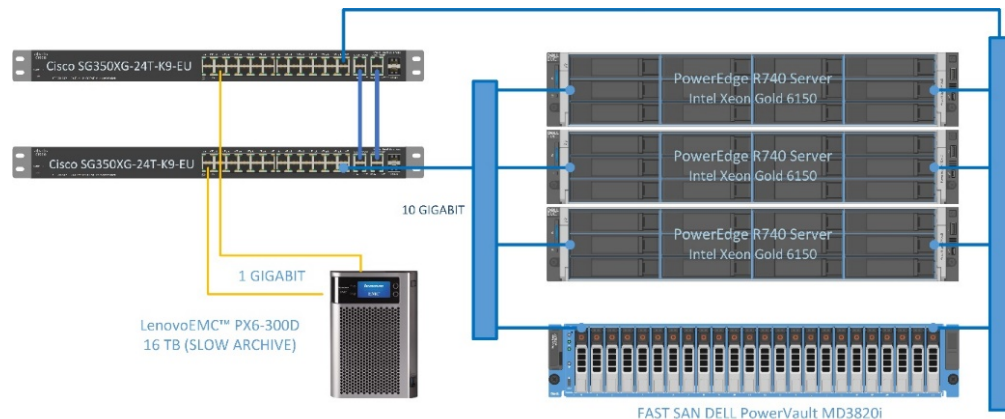 Cisco SG350XG-24T-K9-EU
Cisco SG350XG-24T-K9-EU
10 GIGABIT
1 GIGABIT
LenovoEMC™ PX6-300D
16 TB (SLOW ARCHIVE)
PowerEdge R740 Server
Intel Xeon Gold 6150
PowerEdge R740 Server
Intel Xeon Gold 6150
PowerEdge R740 Server
Intel Xeon Gold 6150
FAST SAN DELL PowerVault MD3820i